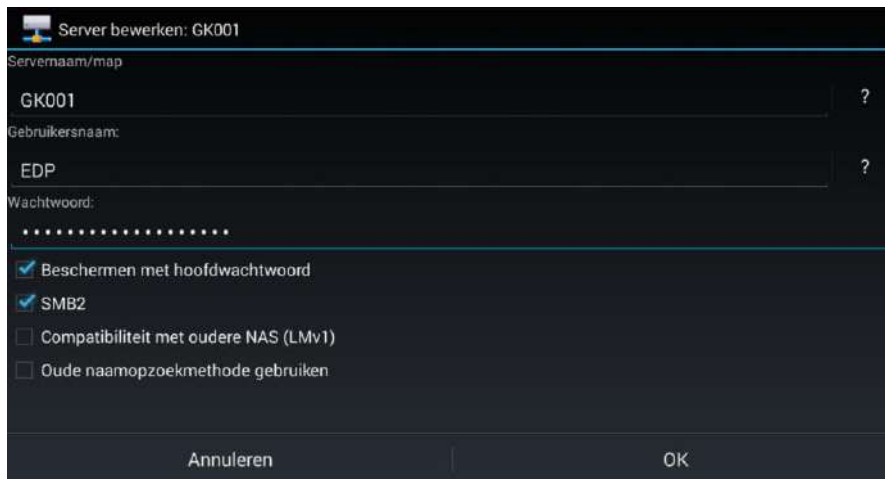 Server bewerken: GK001
Servernaam/map
GK001 ?
Gebruikersnaam:
EDP ?
Wachtwoord:
•••••••••••••••••••
Beschermen met hoofdwachtwoord
SMB2
Compatibiliteit met oudere NAS (LMv1)
Oude naamopzoekmethode gebruiken
Annuleren OK